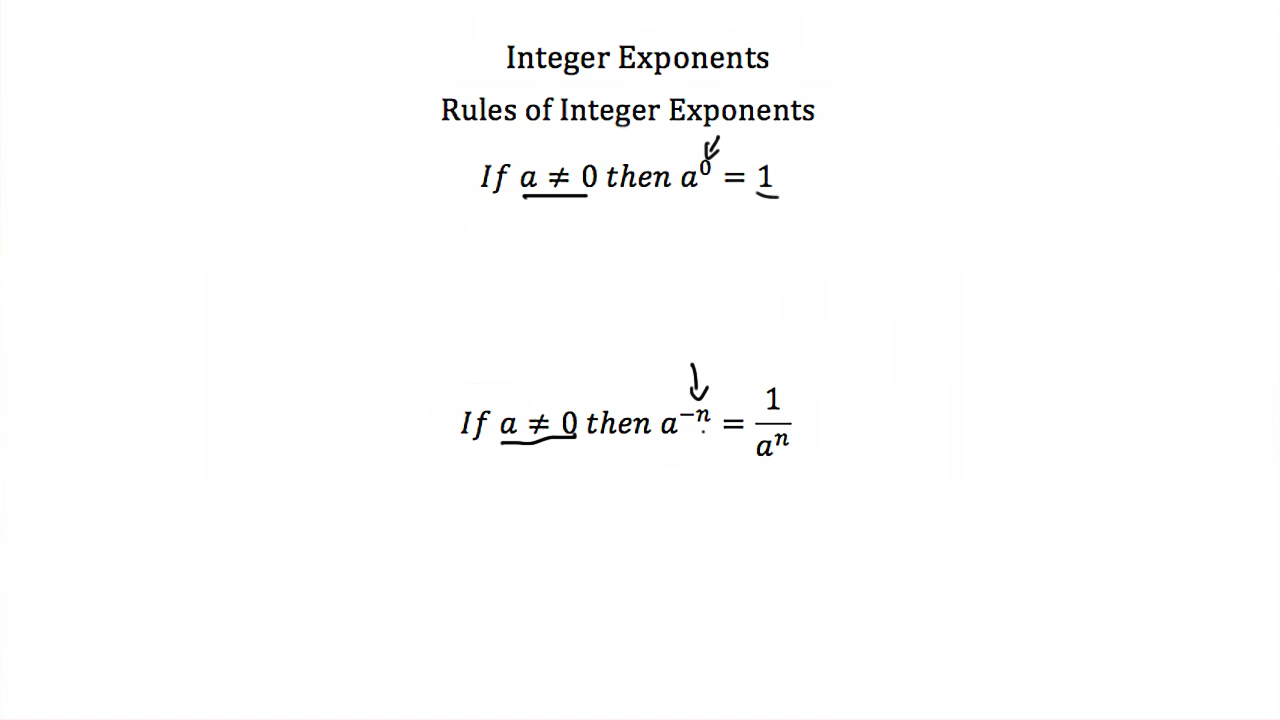 Integer Exponents
Rules of Integer Exponents
If a ≠ 0 then a⁰ = 1
If a ≠ 0 then a⁻ⁿ = 1/aⁿ